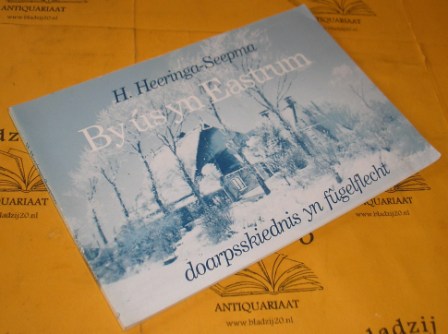 ANTIQUARIAAT
www.bladzij20.nl
H. Heeringa-Seepma
By ús yn Eastrum
doarpsskiednis yn fûgelflecht
ANTIQUARIAAT
www.bladzij20.nl
ANTIQUARIAAT
www.bladzij20.nl